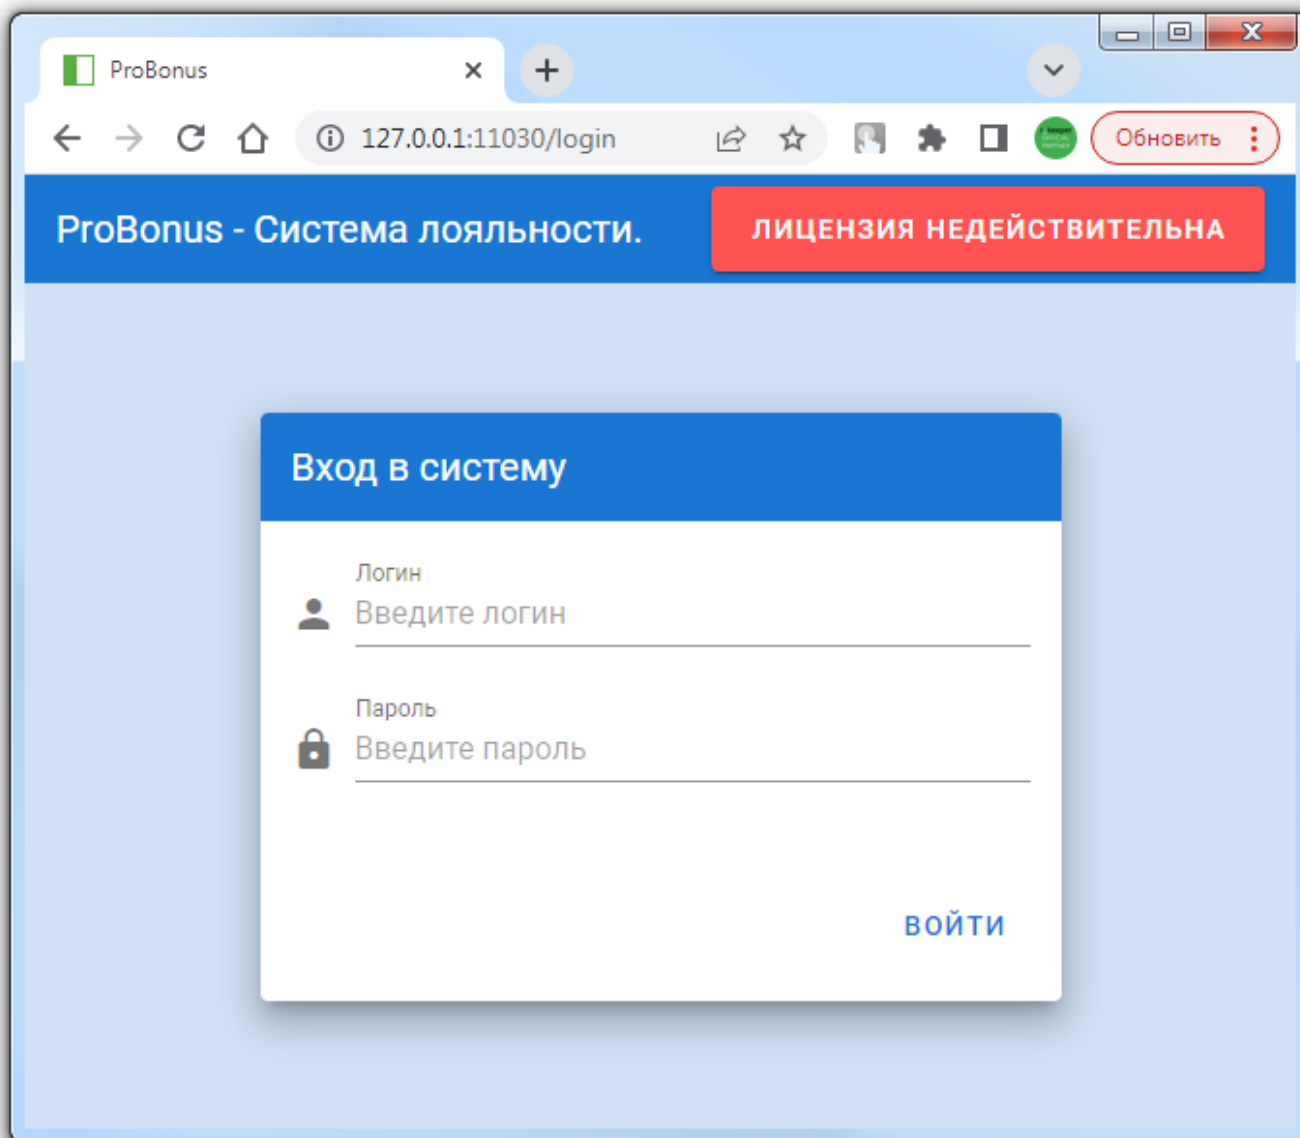 ProBonus
127.0.0.1:11030/login
Обновить
ProBonus - Система лояльности.
ЛИЦЕНЗИЯ НЕДЕЙСТВИТЕЛЬНА
Вход в систему
Логин
Введите логин
Пароль
Введите пароль
ВОЙТИ